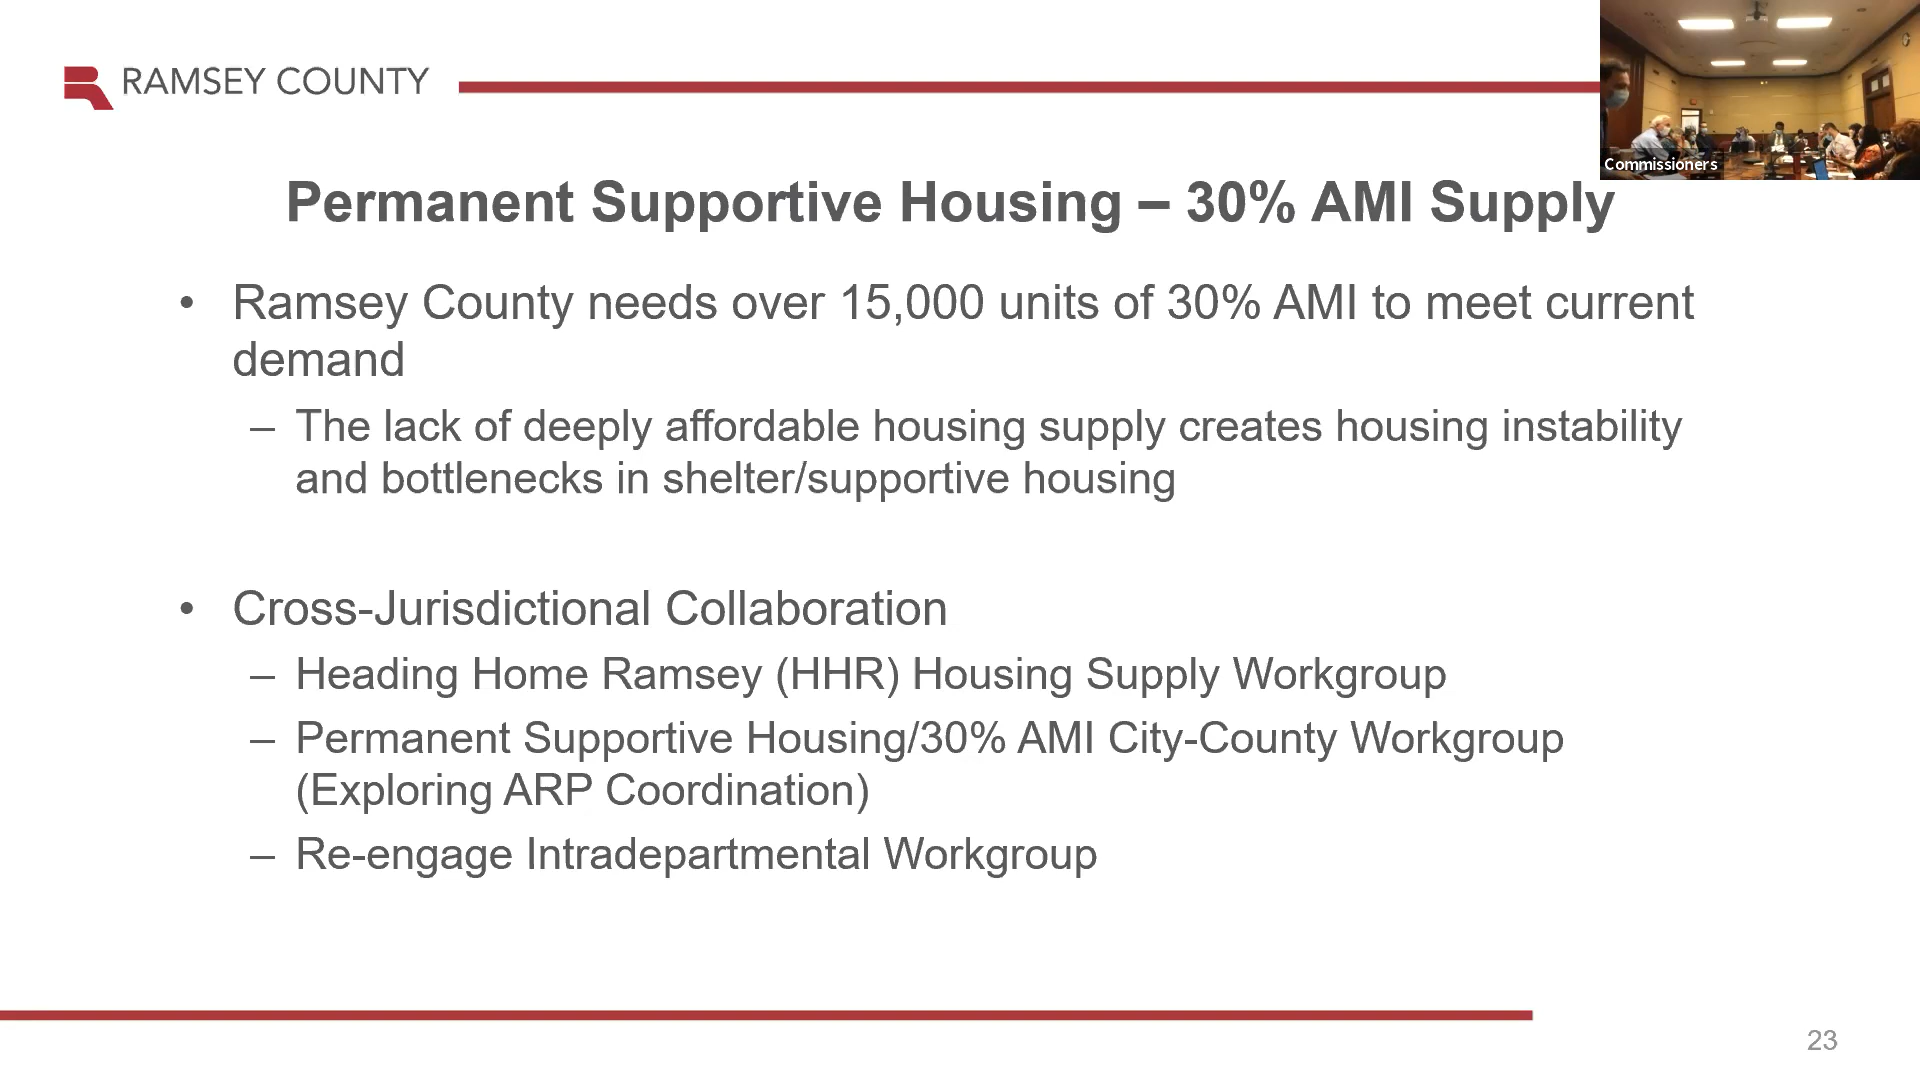 RAMSEY COUNTY
Commissioners
Permanent Supportive Housing – 30% AMI Supply
• Ramsey County needs over 15,000 units of 30% AMI to meet current
demand
– The lack of deeply affordable housing supply creates housing instability
and bottlenecks in shelter/supportive housing
• Cross-Jurisdictional Collaboration
– Heading Home Ramsey (HHR) Housing Supply Workgroup
– Permanent Supportive Housing/30% AMI City-County Workgroup
(Exploring ARP Coordination)
– Re-engage Intradepartmental Workgroup
23